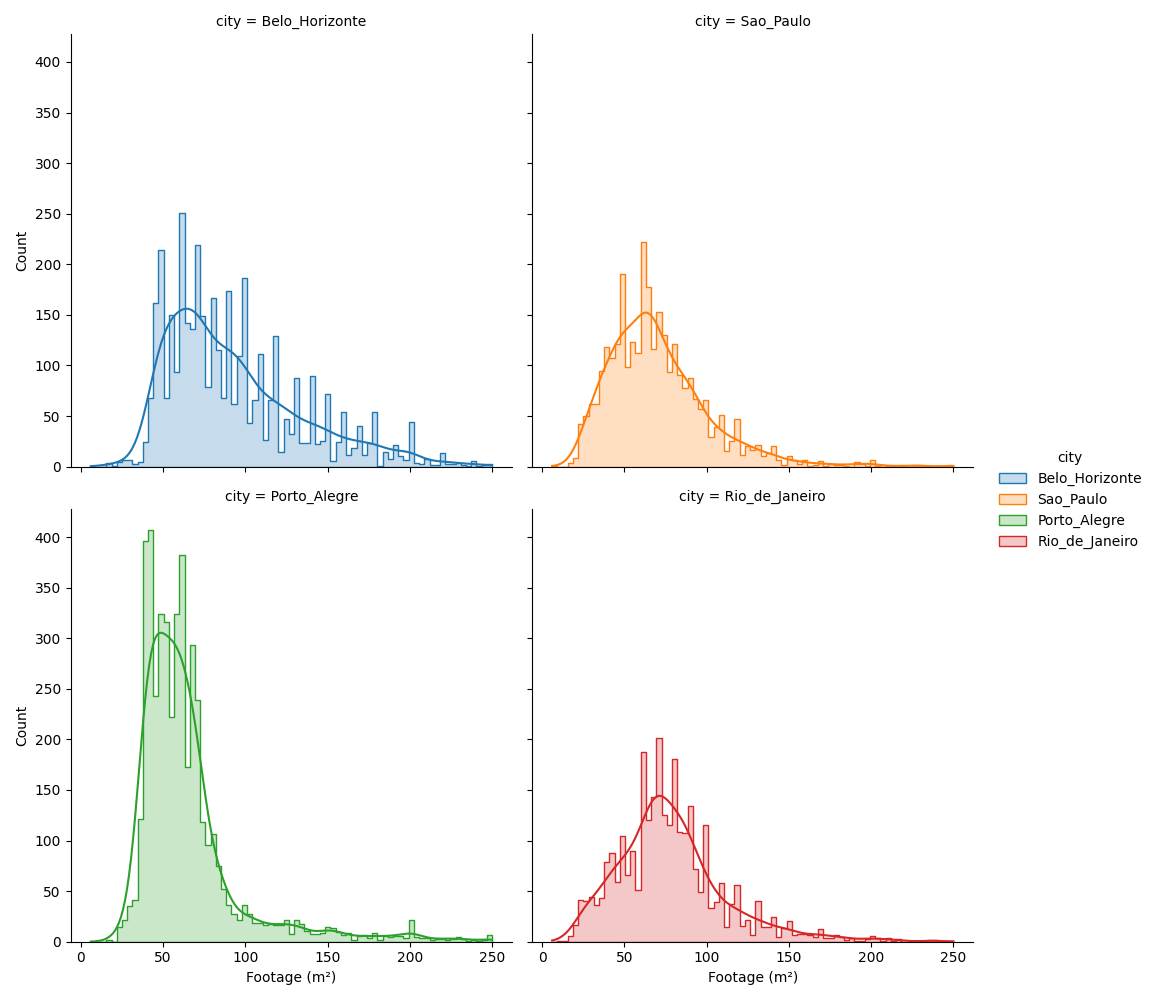 city = Belo_Horizonte
city = Sao_Paulo
400
350
300
250
200
150
100
50
0
Count
city = Porto_Alegre
city = Rio_de_Janeiro
400
350
300
250
200
150
100
50
0
Count
0 50 100 150 200 250
0 50 100 150 200 250
Footage (m²)
Footage (m²)
city
Belo_Horizonte
Sao_Paulo
Porto_Alegre
Rio_de_Janeiro